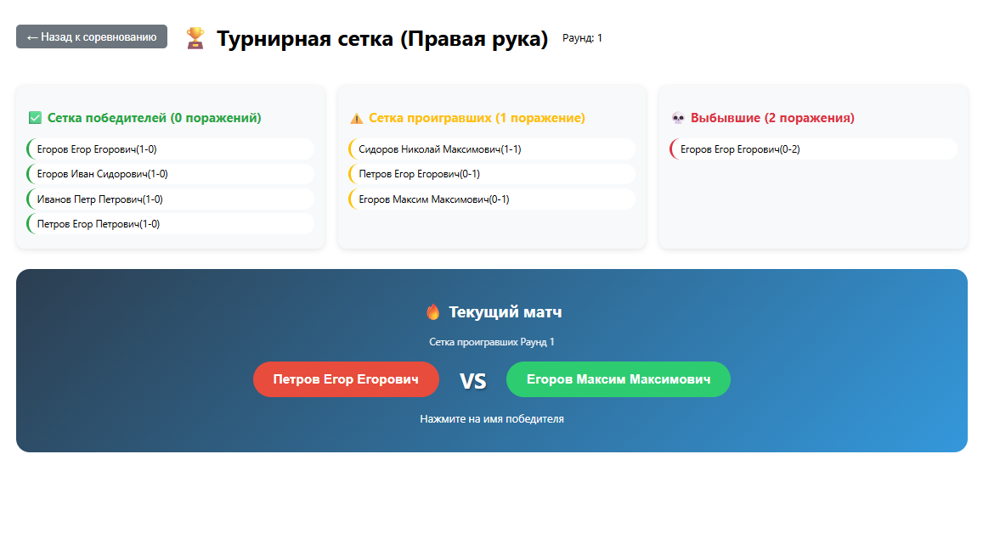 ← Назад к соревнованию
🏆 Турнирная сетка (Правая рука)
Раунд: 1
✅ Сетка победителей (0 поражений)
Егоров Егор Егорович(1-0)
Егоров Иван Сидорович(1-0)
Иванов Петр Петрович(1-0)
Петров Егор Петрович(1-0)
⚠️ Сетка проигравших (1 поражение)
Сидоров Николай Максимович(1-1)
Петров Егор Егорович(0-1)
Егоров Максим Максимович(0-1)
💀 Выбывшие (2 поражения)
Егоров Егор Егорович(0-2)
🔥 Текущий матч
Сетка проигравших Раунд 1
Петров Егор Егорович VS Егоров Максим Максимович
Нажмите на имя победителя